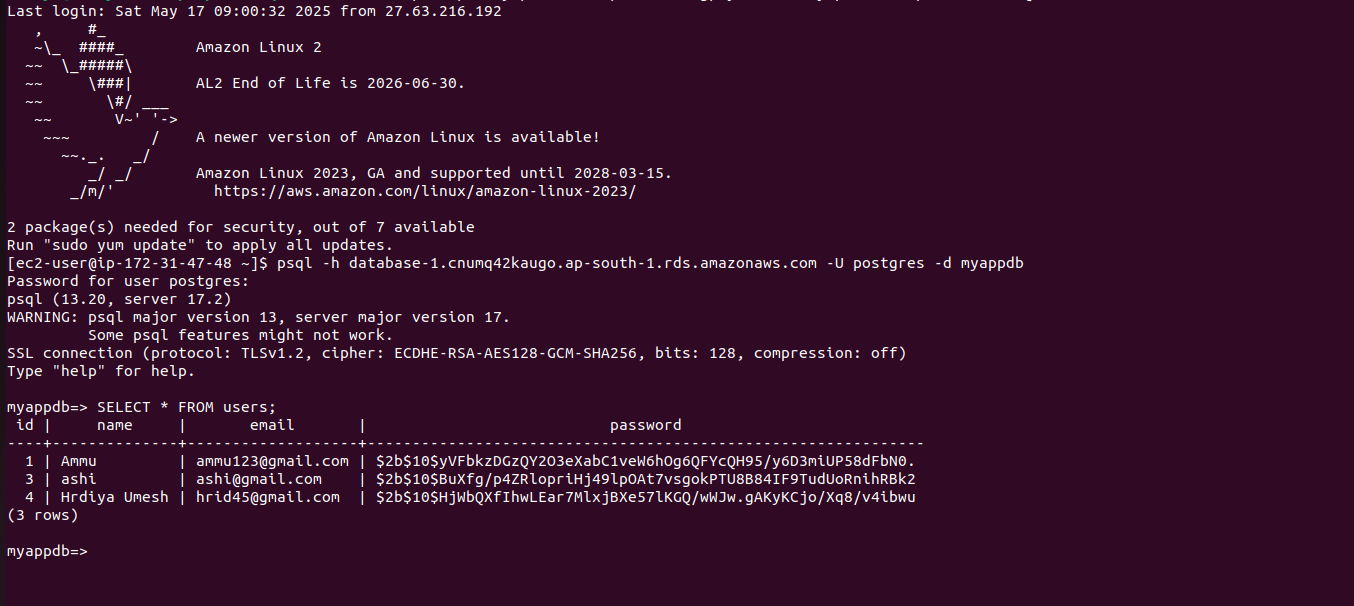 Last login: Sat May 17 09:00:32 2025 from 27.63.216.192
   ,     #_
   ~\_  ####_        Amazon Linux 2
  ~~  \_#####\
  ~~     \###|       AL2 End of Life is 2026-06-30.
  ~~       \#/ ___
   ~~       V~' '->
    ~~~         /    A newer version of Amazon Linux is available!
      ~~._.   _/
         _/ _/       Amazon Linux 2023, GA and supported until 2028-03-15.
       _/m/'           https://aws.amazon.com/linux/amazon-linux-2023/

2 package(s) needed for security, out of 7 available
Run "sudo yum update" to apply all updates.
[ec2-user@ip-172-31-47-48 ~]$ psql -h database-1.cnumq42kaugo.ap-south-1.rds.amazonaws.com -U postgres -d myappdb
Password for user postgres:
psql (13.20, server 17.2)
WARNING: psql major version 13, server major version 17.
         Some psql features might not work.
SSL connection (protocol: TLSv1.2, cipher: ECDHE-RSA-AES128-GCM-SHA256, bits: 128, compression: off)
Type "help" for help.

myappdb=> SELECT * FROM users;
 id |     name     |       email       |                           password
----+--------------+-------------------+--------------------------------------------------------------
  1 | Ammu         | ammu123@gmail.com | $2b$10$yVFbkzDGzQY2O3eXabC1veW6hOg6QFYcQH95/y6D3miUP58dFbN0.
  3 | ashi         | ashi@gmail.com    | $2b$10$BuXfg/p4ZRlopriHj49lpOAt7vsgokPTU8B84IF9TudUoRnihRBk2
  4 | Hrdiya Umesh | hrid45@gmail.com  | $2b$10$HjWbQXfIhwLEar7MlxjBXe57lKGQ/wWJw.gAKyKCjo/Xq8/v4ibwu
(3 rows)

myappdb=>